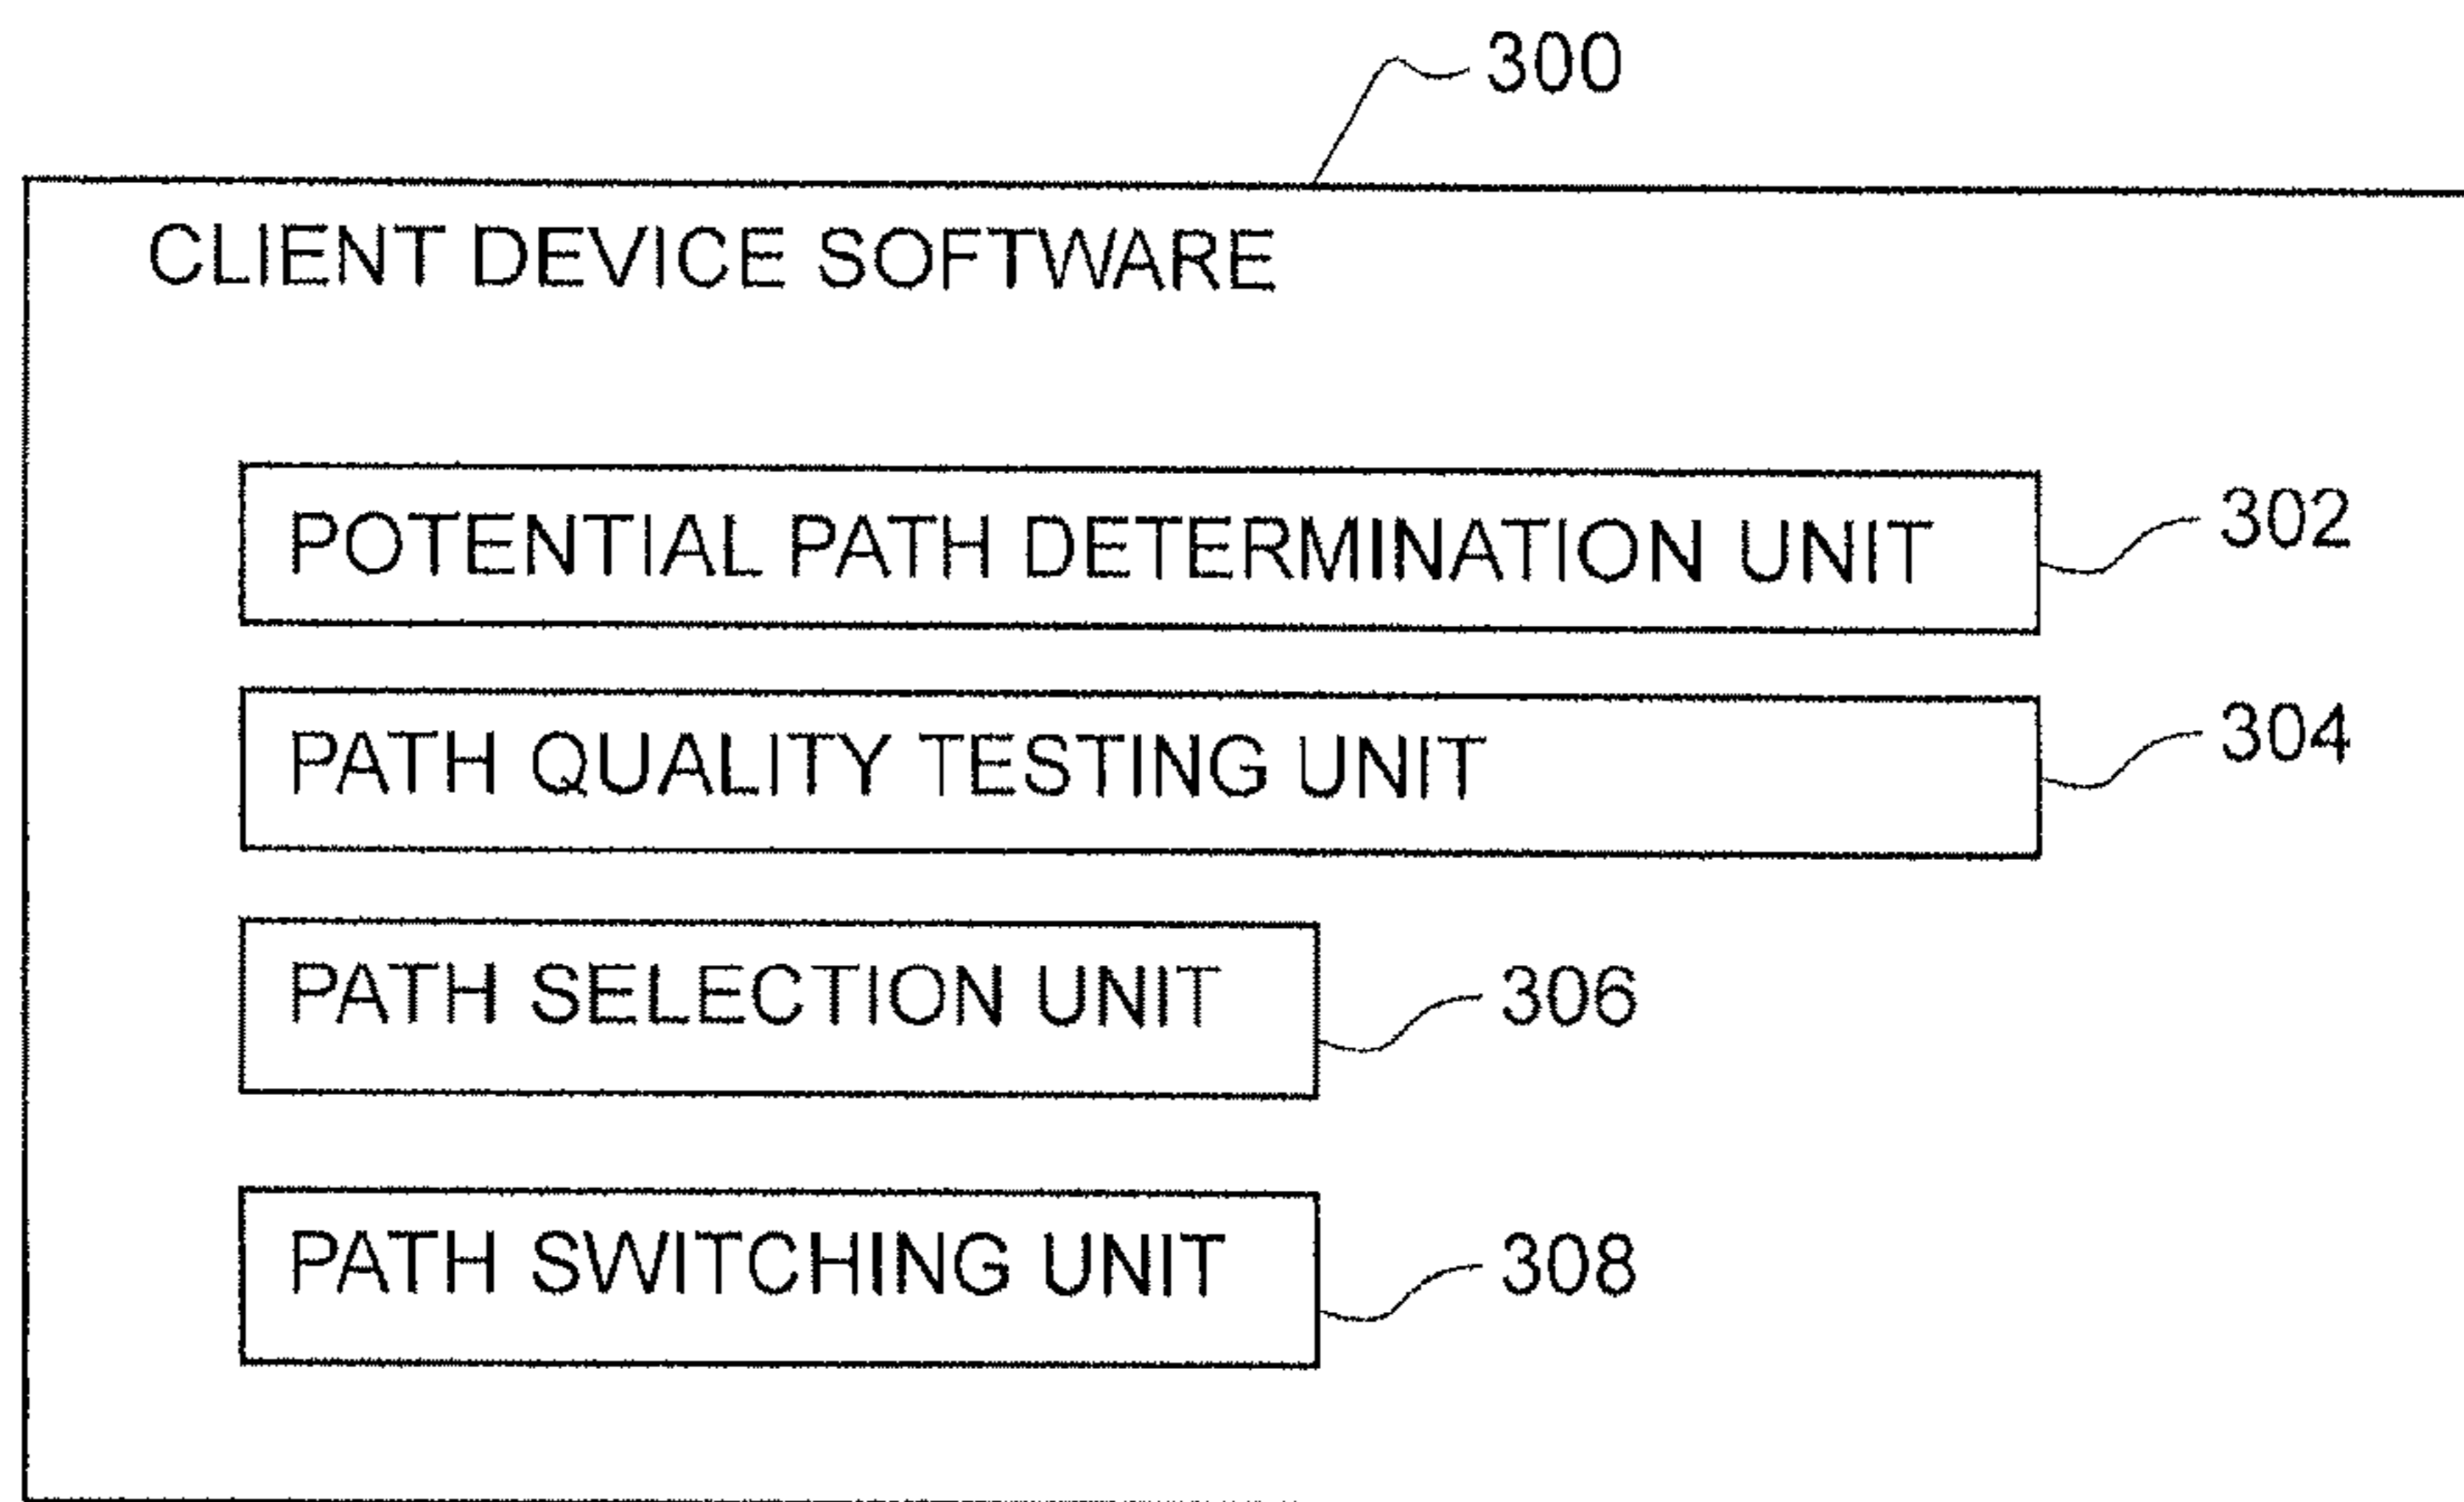 300
CLIENT DEVICE SOFTWARE
POTENTIAL PATH DETERMINATION UNIT
302
PATH QUALITY TESTING UNIT
304
PATH SELECTION UNIT
306
PATH SWITCHING UNIT
308